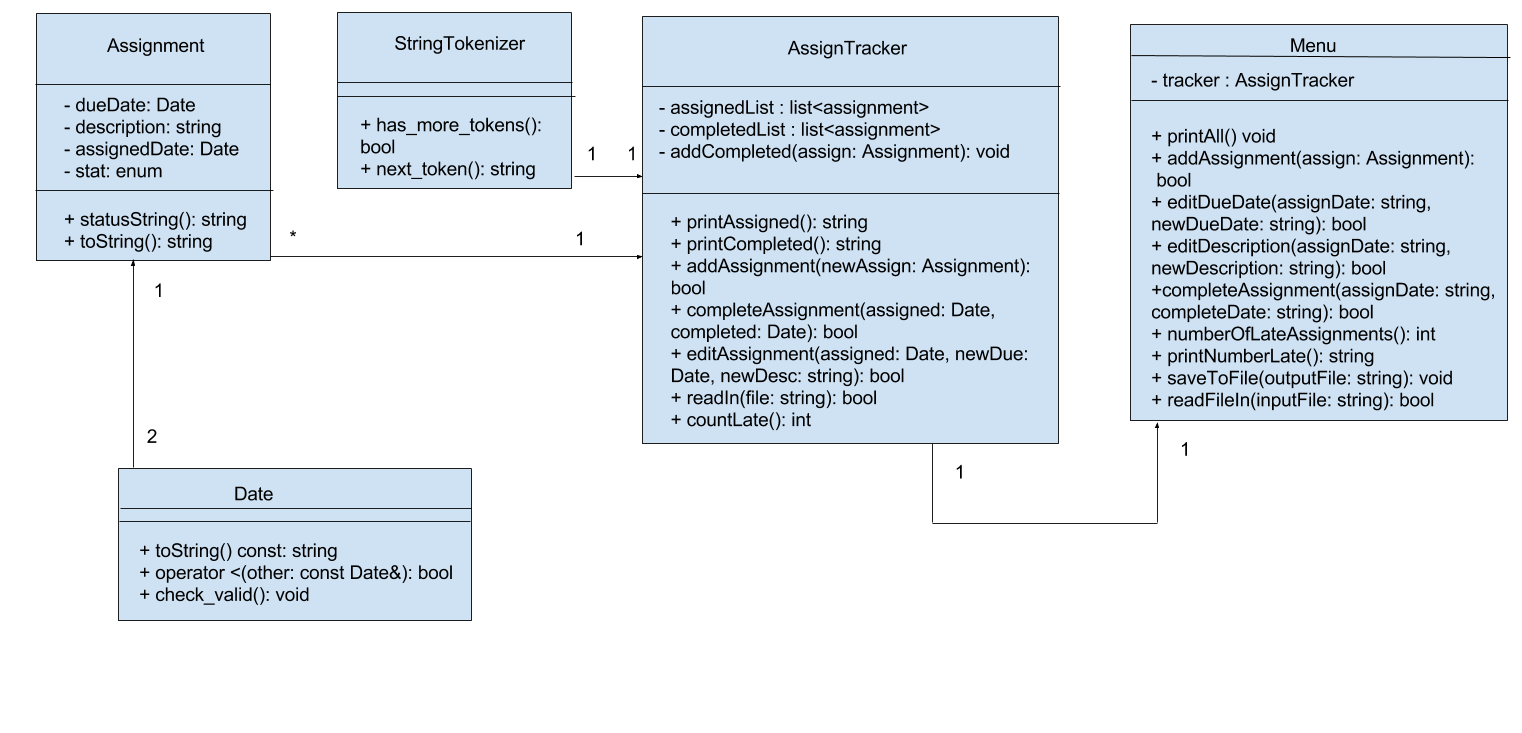 Assignment
- dueDate: Date
- description: string
- assignedDate: Date
- stat: enum
+ statusString(): string
+ toString(): string
StringTokenizer
+ has_more_tokens():
bool
+ next_token(): string
1
1
AssignTracker
- assignedList : list<assignment>
- completedList : list<assignment>
- addCompleted(assign: Assignment): void
+ printAssigned(): string
+ printCompleted(): string
+ addAssignment(newAssign: Assignment):
bool
+ completeAssignment(assigned: Date,
completed: Date): bool
+ editAssignment(assigned: Date, newDue:
Date, newDesc: string): bool
+ readIn(file: string): bool
+ countLate(): int
Menu
- tracker : AssignTracker
+ printAll() void
+ addAssignment(assign: Assignment):
bool
+ editDueDate(assignDate: string,
newDueDate: string): bool
+ editDescription(assignDate: string,
newDescription: string): bool
+completeAssignment(assignDate: string,
completeDate: string): bool
+ numberOfLateAssignments(): int
+ printNumberLate(): string
+ saveToFile(outputFile: string): void
+ readFileIn(inputFile: string): bool
*
1
1
2
1
1
Date
+ toString() const: string
+ operator <(other: const Date&): bool
+ check_valid(): void